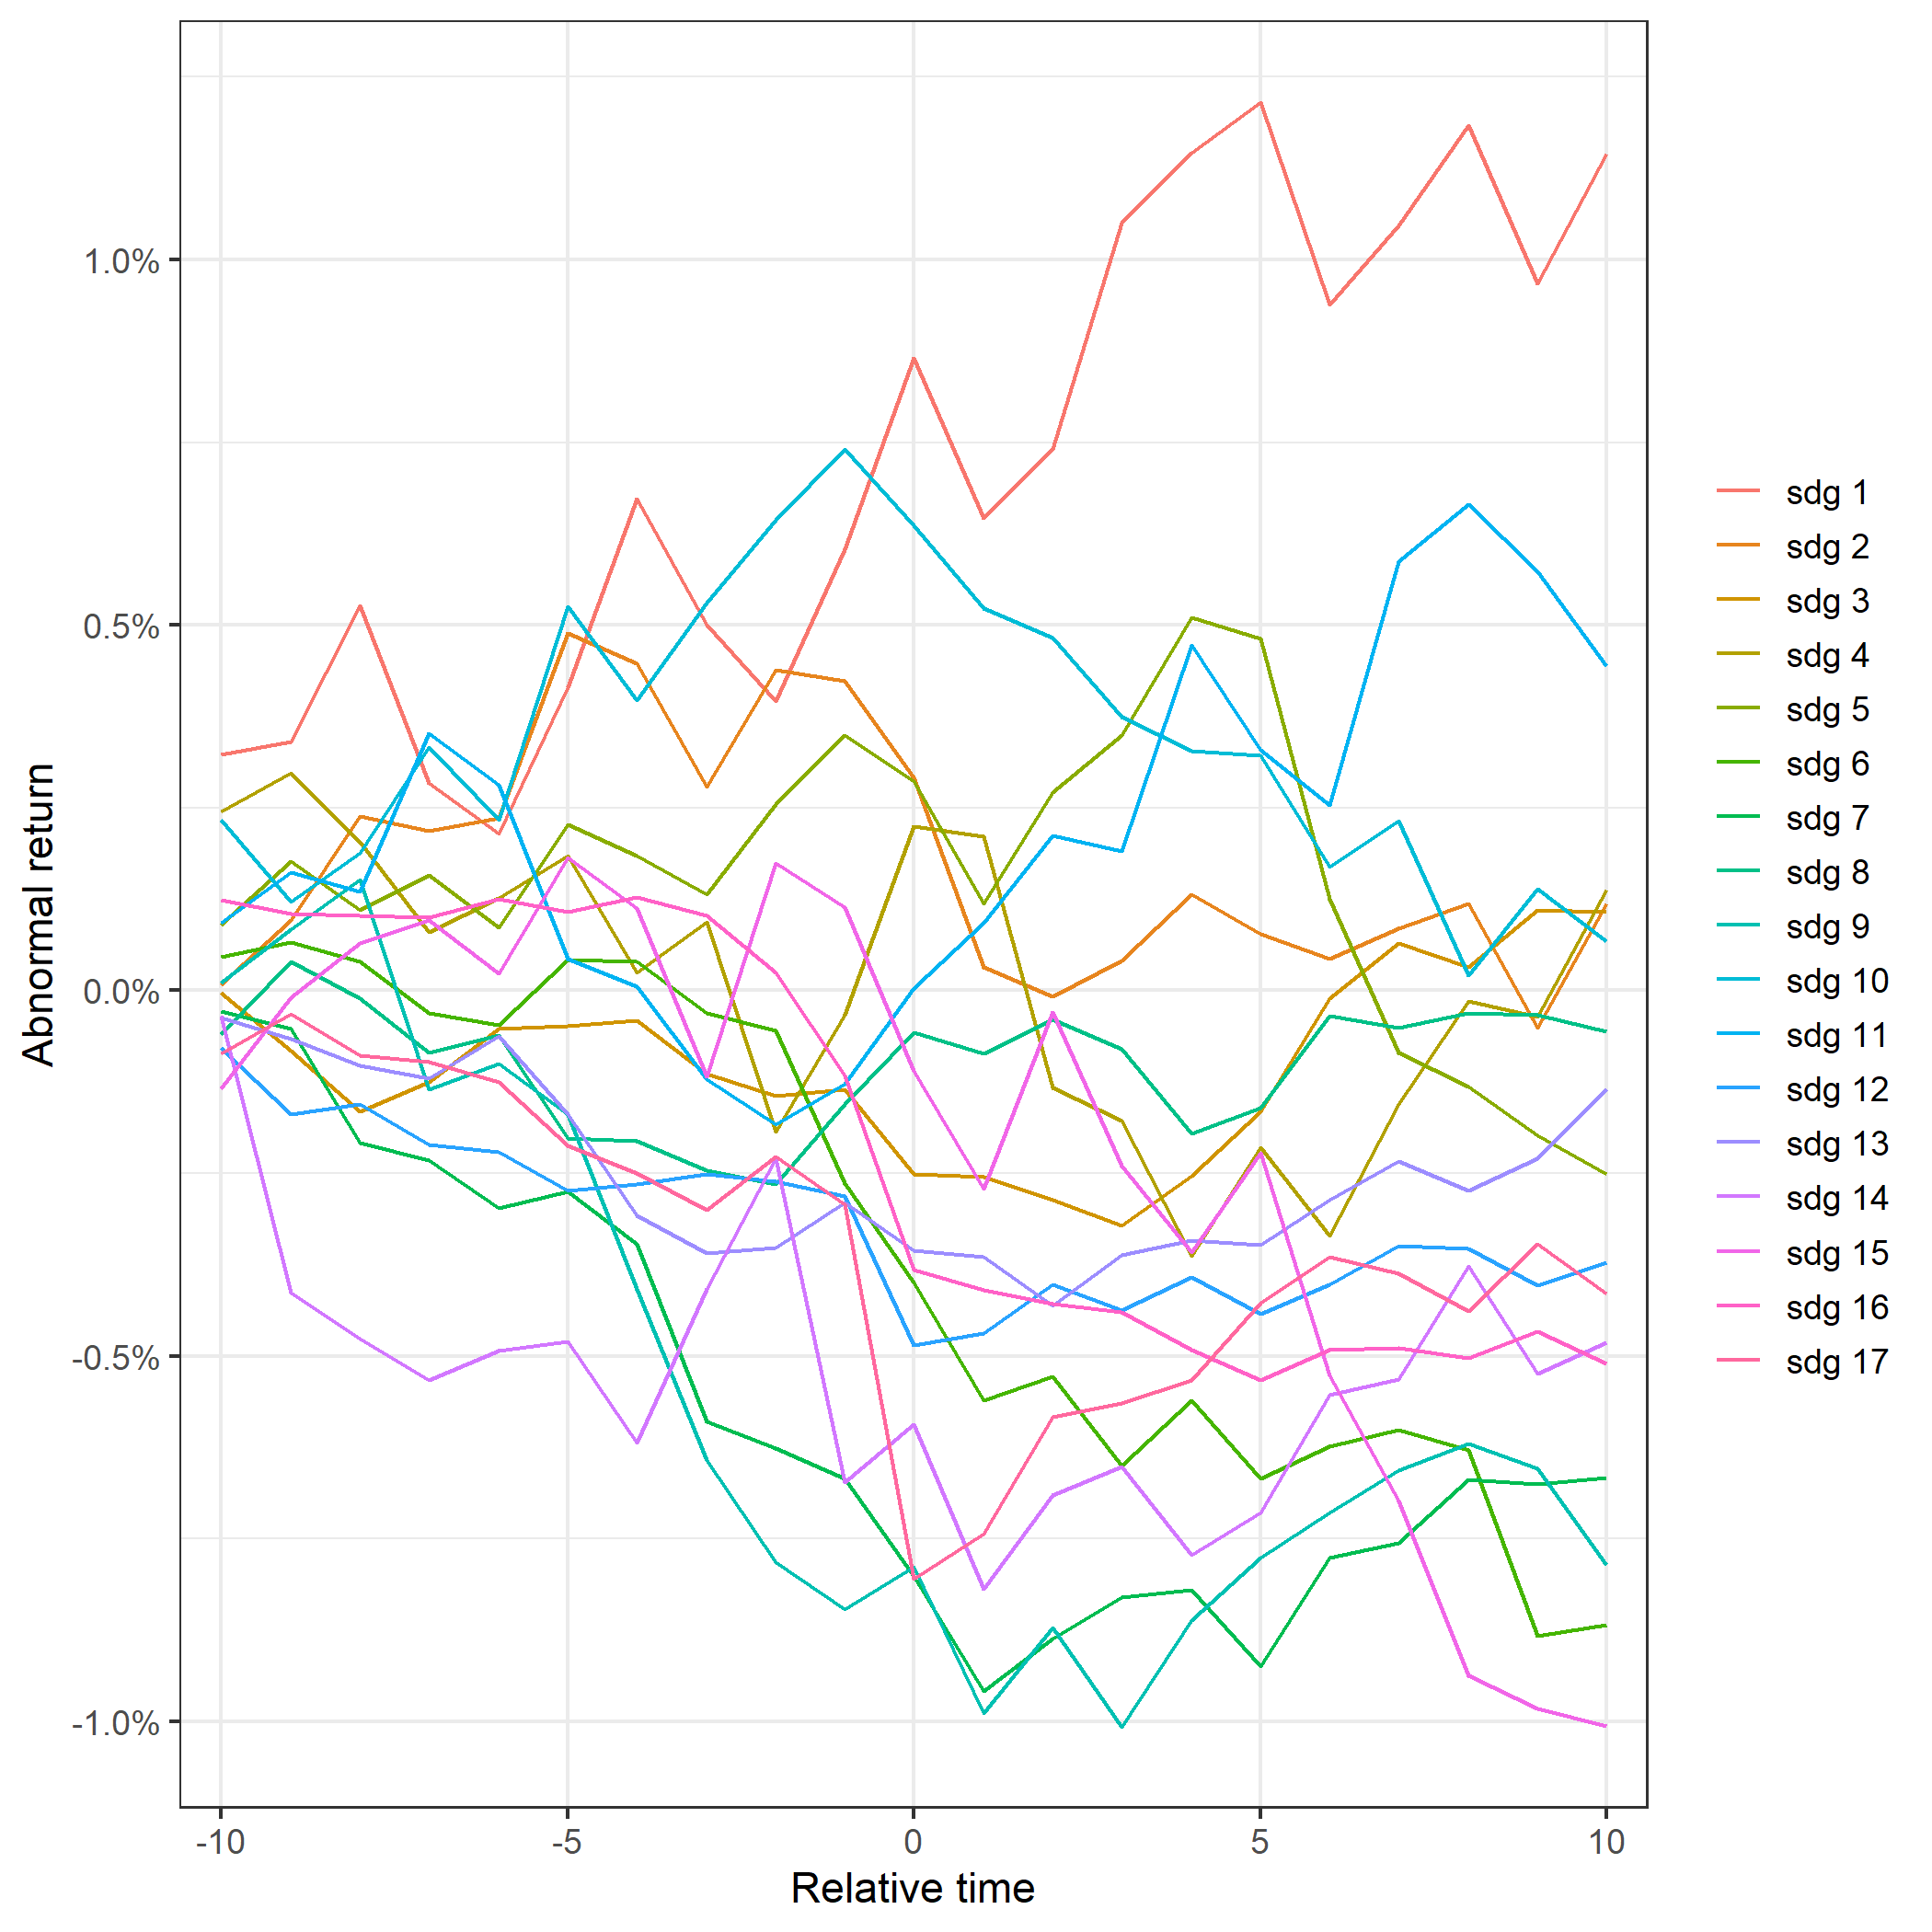 Abnormal return
1.0%
0.5%
0.0%
-0.5%
-1.0%
-10
-5
0
5
10
Relative time
sdg 1
sdg 2
sdg 3
sdg 4
sdg 5
sdg 6
sdg 7
sdg 8
sdg 9
sdg 10
sdg 11
sdg 12
sdg 13
sdg 14
sdg 15
sdg 16
sdg 17